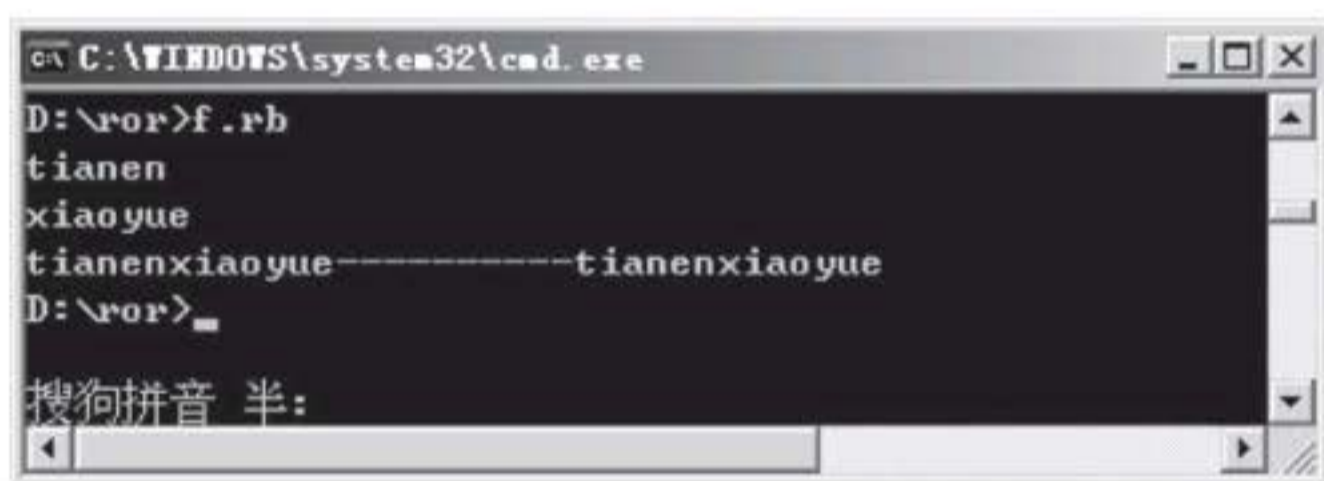 C:\WINDOWS\system32\cmd.exe
D:\ror>f.rb
tianen
xiaoyue
tianenxiaoyue----------tianenxiaoyue
D:\ror>_
搜狗拼音 半: